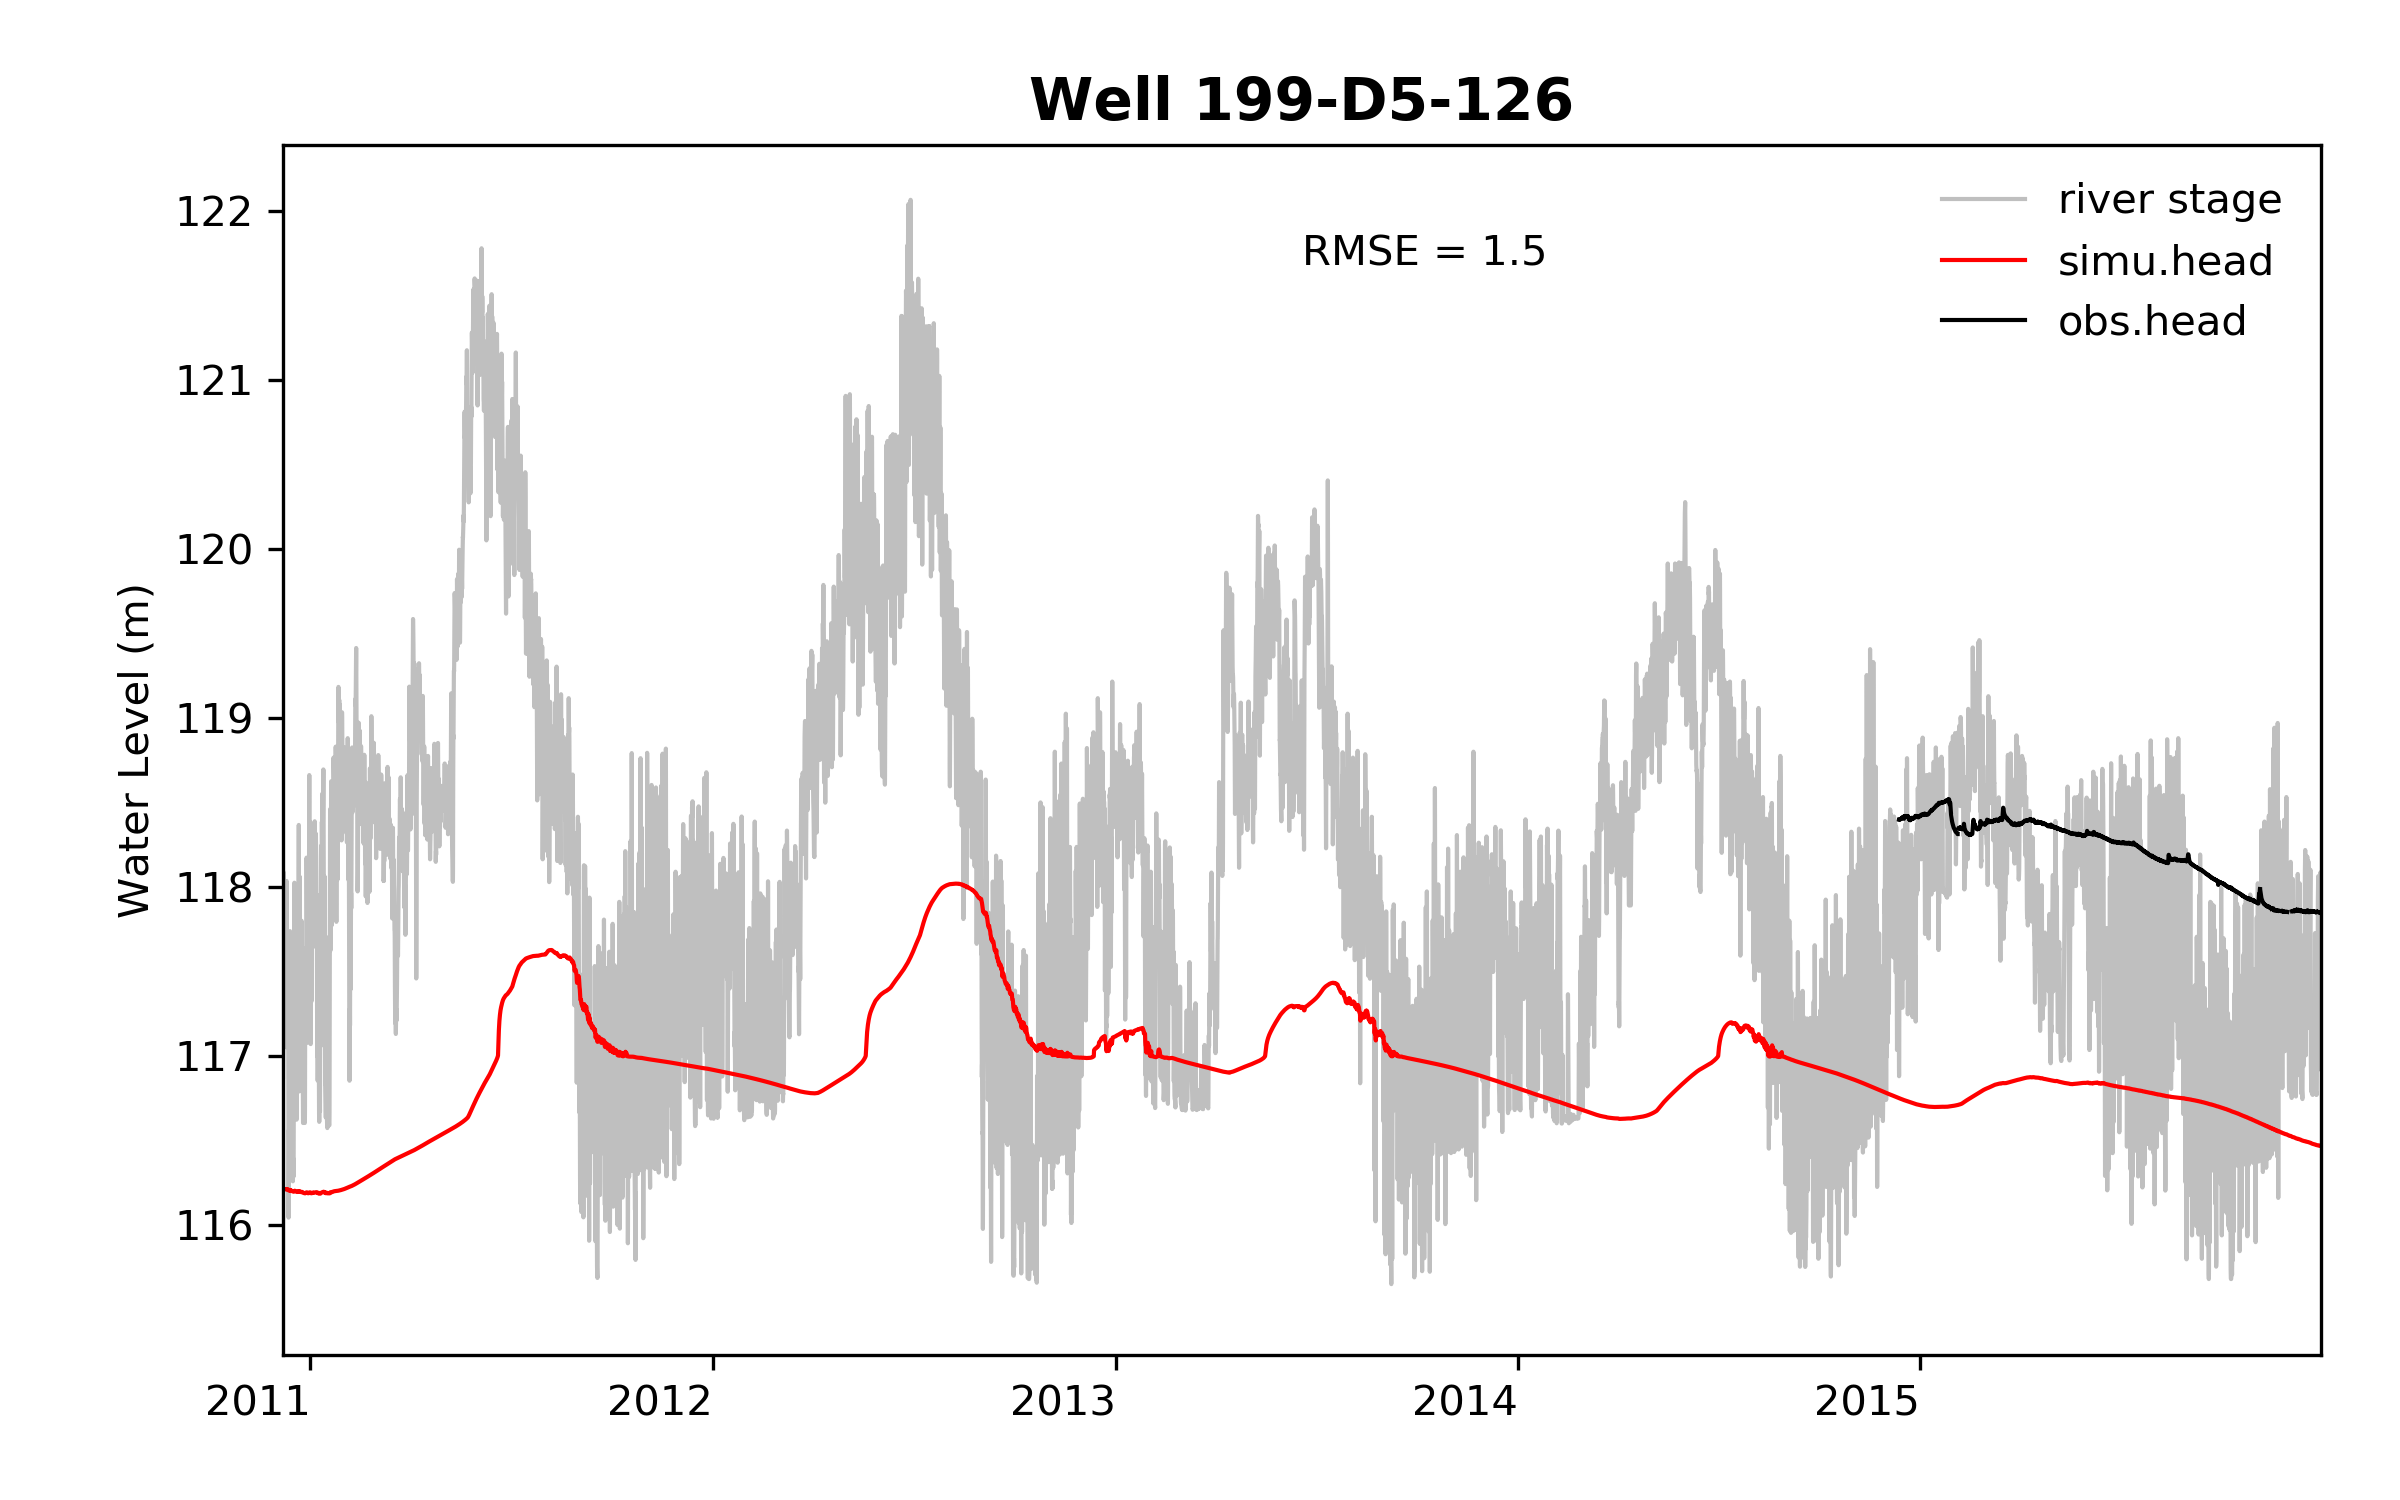 Well 199-D5-126
RMSE = 1.5
river stage
simu.head
obs.head
Water Level (m)
122
121
120
119
118
117
116
2011
2012
2013
2014
2015